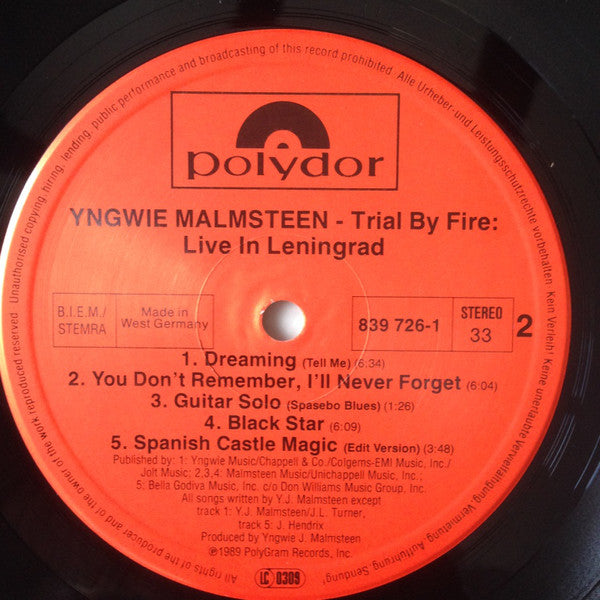 polydor
YNGWIE MALMSTEEN - Trial By Fire:
Live In Leningrad
B.I.E.M./
STEMRA
Made in
West Germany
839 726-1
STEREO
33
2
1. Dreaming (Tell Me) 6:34)
2. You Don't Remember, I'll Never Forget (6:04)
3. Guitar Solo (Spasebo Blues) (1:26)
4. Black Star (6:09)
5. Spanish Castle Magic (Edit Version) (3:48)
Published by: 1: Yngwie Music/Chappell & Co./Colgems-EMI Music, Inc./
Jolt Music: 2,3,4: Malmsteen Music/Unichappell Music, Inc.;
5: Bella Godiva Music, Inc. c/o Don Williams Music Group, Inc.
All songs written by Y.J. Malmsteen except
track 1: Y.J. Malmsteen/J.L. Turner,
track 5: J. Hendrix
Produced by Yngwie J. Malmsteen
℗1989 PolyGram Records, Inc.
LC 0309
All rights of the producer and of the owner of the work reproduced reserved. Unauthorised copying, hiring, lending, public performance and broadcasting of this record prohibited. Alle Urheber- und Leistungsschutzrechte vorbehalten. Kein Verleih! Keine unerlaubte Vervielfältigung, Vermietung, Aufführung, Sendung!